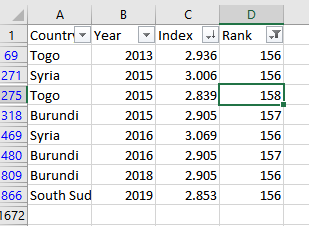 A B C D
1 Countr Year Index Rank
69 Togo 2013 2.936 156
271 Syria 2015 3.006 156
275 Togo 2015 2.839 158
318 Burundi 2015 2.905 157
469 Syria 2016 3.069 156
480 Burundi 2016 2.905 157
809 Burundi 2018 2.905 156
866 South Sud 2019 2.853 156
1672